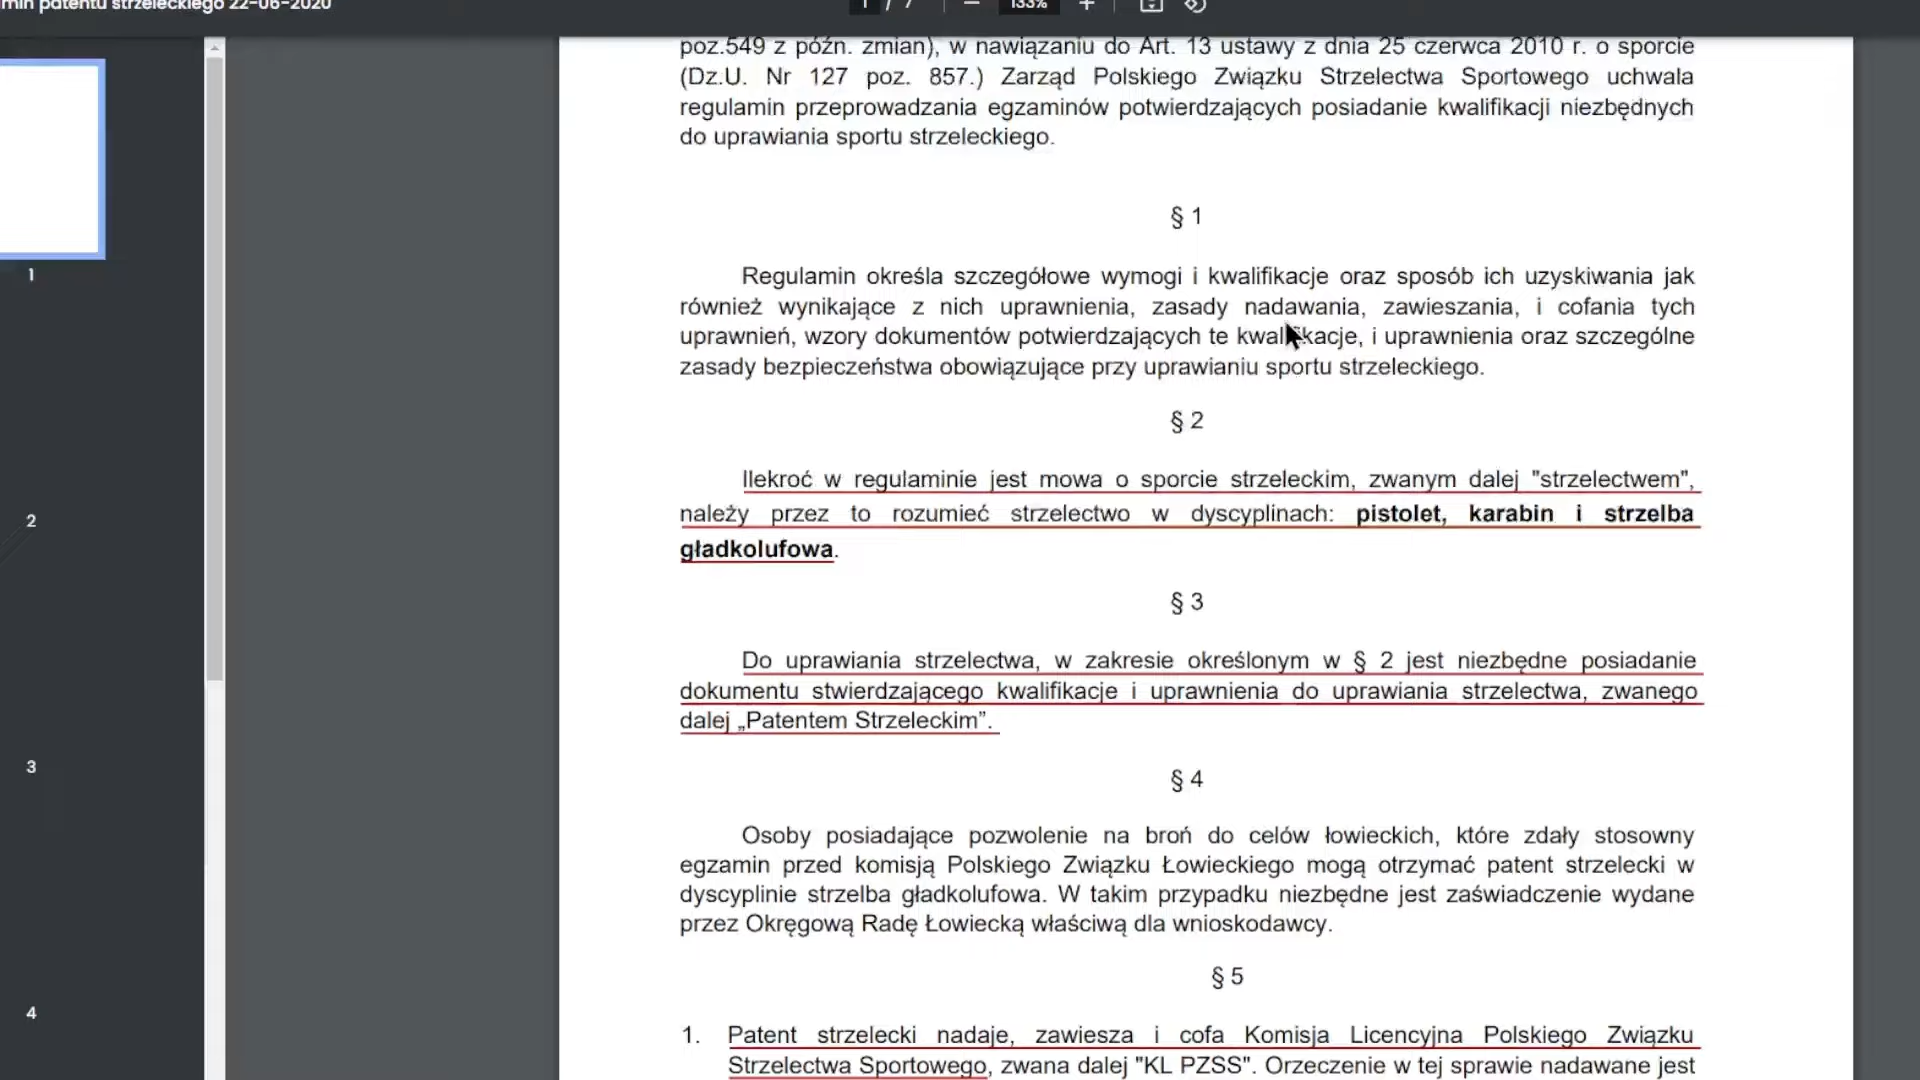 patentu strzeleckiego 22-06-2020
1 / 7
133%
poz.549 z późn. zmian), w nawiązaniu do Art. 13 ustawy z dnia 25 czerwca 2010 r. o sporcie
(Dz.U. Nr 127 poz. 857.) Zarząd Polskiego Związku Strzelectwa Sportowego uchwala
regulamin przeprowadzania egzaminów potwierdzających posiadanie kwalifikacji niezbędnych
do uprawiania sportu strzeleckiego.
§ 1
Regulamin określa szczegółowe wymogi i kwalifikacje oraz sposób ich uzyskiwania jak
również wynikające z nich uprawnienia, zasady nadawania, zawieszania, i cofania tych
uprawnień, wzory dokumentów potwierdzających te kwalifikacje, i uprawnienia oraz szczególne
zasady bezpieczeństwa obowiązujące przy uprawianiu sportu strzeleckiego.
§ 2
Ilekroć w regulaminie jest mowa o sporcie strzeleckim, zwanym dalej "strzelectwem",
należy przez to rozumieć strzelectwo w dyscyplinach: pistolet, karabin i strzelba
gładkolufowa.
§ 3
Do uprawiania strzelectwa, w zakresie określonym w § 2 jest niezbędne posiadanie
dokumentu stwierdzającego kwalifikacje i uprawnienia do uprawiania strzelectwa, zwanego
dalej „Patentem Strzeleckim”.
§ 4
Osoby posiadające pozwolenie na broń do celów łowieckich, które zdały stosowny
egzamin przed komisją Polskiego Związku Łowieckiego mogą otrzymać patent strzelecki w
dyscyplinie strzelba gładkolufowa. W takim przypadku niezbędne jest zaświadczenie wydane
przez Okręgową Radę Łowiecką właściwą dla wnioskodawcy.
§ 5
1. Patent strzelecki nadaje, zawiesza i cofa Komisja Licencyjna Polskiego Związku
Strzelectwa Sportowego, zwana dalej "KL PZSS". Orzeczenie w tej sprawie nadawane jest
1
2
3
4